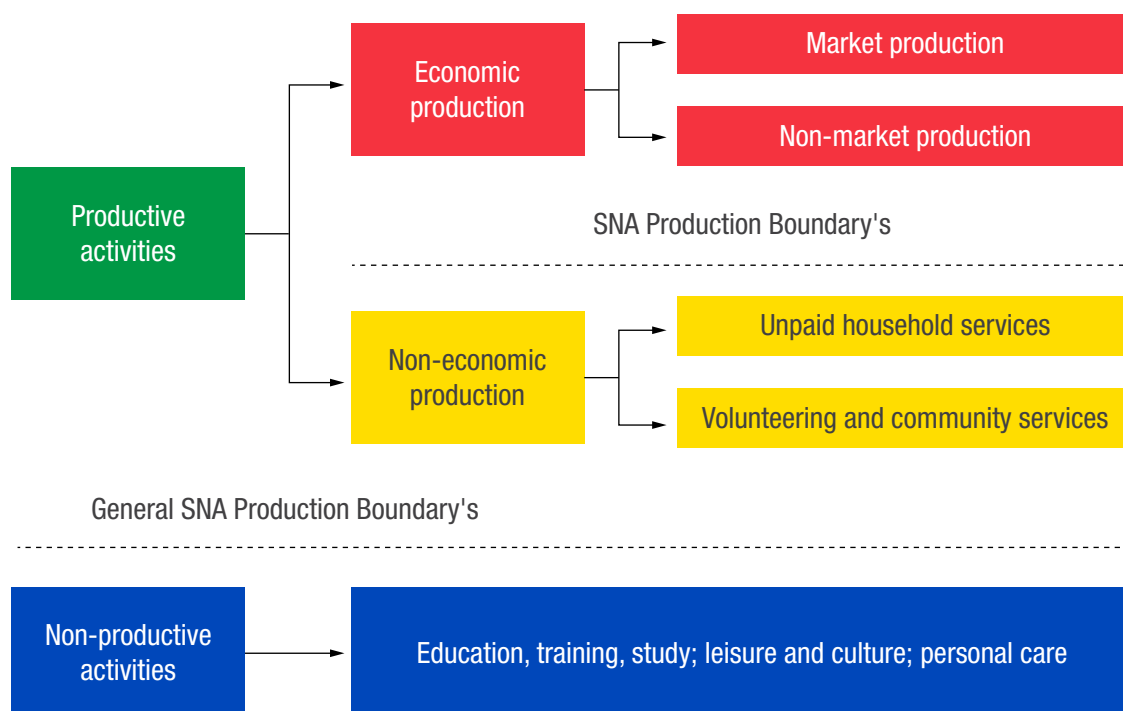 Market production
Economic
production
Non-market production
Productive
activities
SNA Production Boundary's
Unpaid household services
Non-economic
production
Volunteering and community services
General SNA Production Boundary's
Non-productive
activities
Education, training, study; leisure and culture; personal care